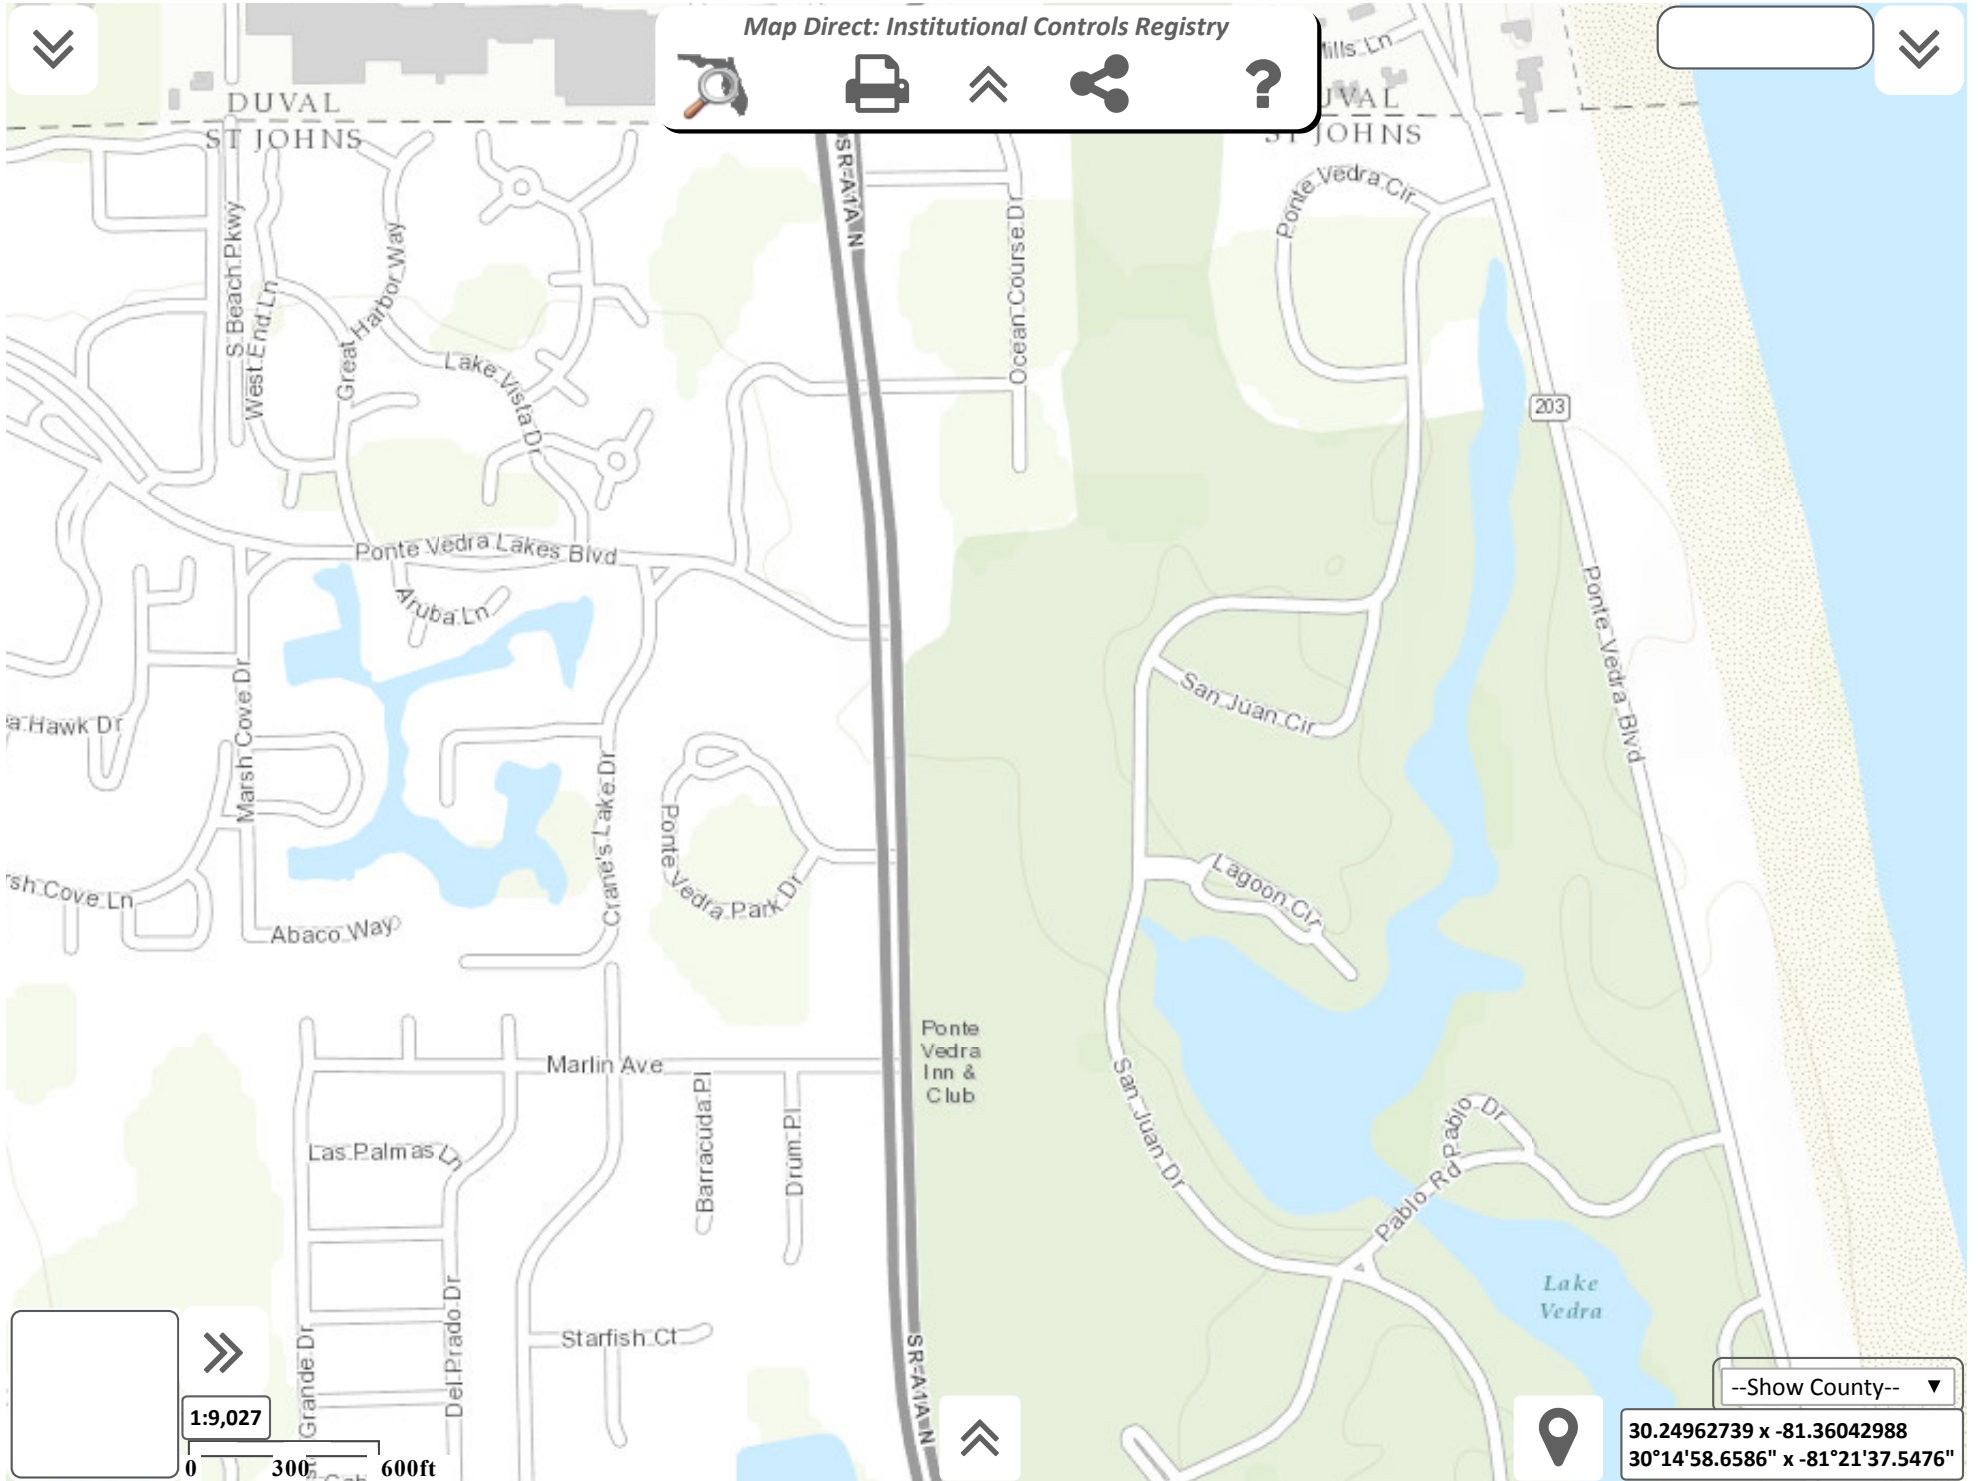 Map Direct: Institutional Controls Registry
?
Mills Ln
DUVAL
ST JOHNS
DUVAL
ST JOHNS
SR-A1A N
Ponte Vedra Cir
S Beach Pkwy
West End Ln
Great Harbor Way
Ocean Course Dr
Lake Vista Dr
203
Ponte Vedra Lakes Blvd
Aruba Ln
Ponte Vedra Blvd
San Juan Cir
a Hawk Dr
Marsh Cove Dr
Crane's Lake Dr
Ponte Vedra Park Dr
Lagoon Cir
sh Cove Ln
Abaco Way
Ponte
Vedra
Inn &
Club
Marlin Ave
San Juan Dr
Barracuda Pl
Drum Pl
Pablo Dr
Pablo Rd
Las Palmas Ln
Lake
Vedra
Del Prado Dr
Grande Dr
Starfish Ct
SR-A1A N
--Show County--
1:9,027
0 300 600ft
30.24962739 x -81.36042988
30°14'58.6586" x -81°21'37.5476"